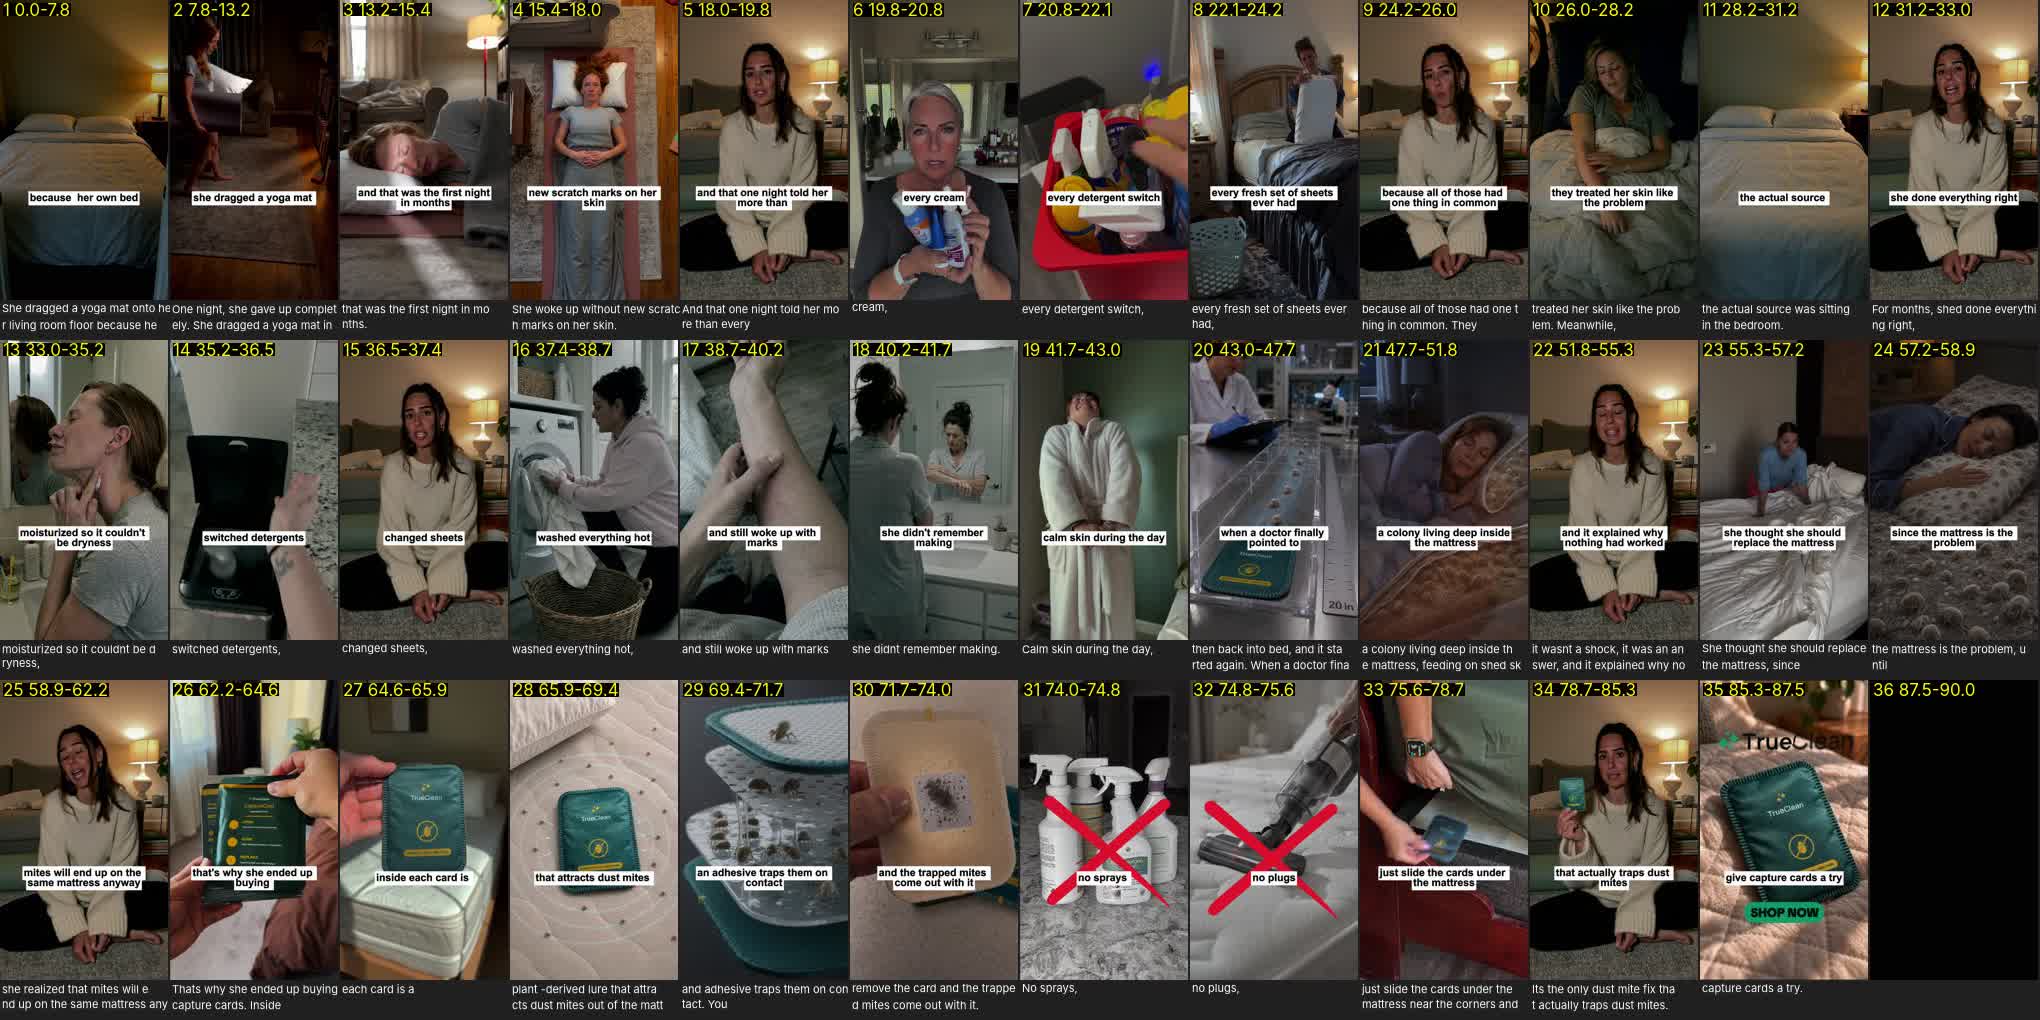 1 0.0-7.8
because her own bed
She dragged a yoga mat onto he
r living room floor because he
2 7.8-13.2
she dragged a yoga mat
One night, she gave up complet
ely. She dragged a yoga mat in
3 13.2-15.4
and that was the first night
in months
that was the first night in mo
nths.
4 15.4-18.0
new scratch marks on her
skin
She woke up without new scratc
h marks on her skin.
5 18.0-19.8
and that one night told her
more than
And that one night told her mo
re than every
6 19.8-20.8
every cream
cream,
7 20.8-22.1
every detergent switch
every detergent switch,
8 22.1-24.2
every fresh set of sheets
ever had
every fresh set of sheets ever
had,
9 24.2-26.0
because all of those had
one thing in common
because all of those had one t
hing in common. They
10 26.0-28.2
they treated her skin like
the problem
treated her skin like the prob
lem. Meanwhile,
11 28.2-31.2
the actual source
the actual source was sitting
in the bedroom.
12 31.2-33.0
she done everything right
For months, shed done everythi
ng right,
13 33.0-35.2
moisturized so it couldn't
be dryness
moisturized so it couldnt be d
ryness,
14 35.2-36.5
switched detergents
switched detergents,
15 36.5-37.4
changed sheets
changed sheets,
16 37.4-38.7
washed everything hot
washed everything hot,
17 38.7-40.2
and still woke up with
marks
and still woke up with marks
18 40.2-41.7
she didn't remember
making
she didnt remember making.
19 41.7-43.0
calm skin during the day
Calm skin during the day,
20 43.0-47.7
when a doctor finally
pointed to
20 in
then back into bed, and it sta
rted again. When a doctor fina
21 47.7-51.8
a colony living deep inside
the mattress
a colony living deep inside th
e mattress, feeding on shed sk
22 51.8-55.3
and it explained why
nothing had worked
it wasnt a shock, it was an an
swer, and it explained why no
23 55.3-57.2
she thought she should
replace the mattress
She thought she should replace
the mattress, since
24 57.2-58.9
since the mattress is the
problem
the mattress is the problem, u
ntil
25 58.9-62.2
mites will end up on the
same mattress anyway
she realized that mites will e
nd up on the same mattress any
26 62.2-64.6
that's why she ended up
buying
Thats why she ended up buying
capture cards. Inside
27 64.6-65.9
TrueClean
inside each card is
each card is a
28 65.9-69.4
TrueClean
that attracts dust mites
plant -derived lure that attra
cts dust mites out of the matt
29 69.4-71.7
an adhesive traps them on
contact
and adhesive traps them on con
tact. You
30 71.7-74.0
and the trapped mites
come out with it
remove the card and the trappe
d mites come out with it.
31 74.0-74.8
no sprays
No sprays,
32 74.8-75.6
no plugs
no plugs,
33 75.6-78.7
just slide the cards under
the mattress
just slide the cards under the
mattress near the corners and
34 78.7-85.3
that actually traps dust
mites
Its the only dust mite fix tha
t actually traps dust mites.
35 85.3-87.5
TrueClean
TrueClean
give capture cards a try
SHOP NOW
capture cards a try.
36 87.5-90.0